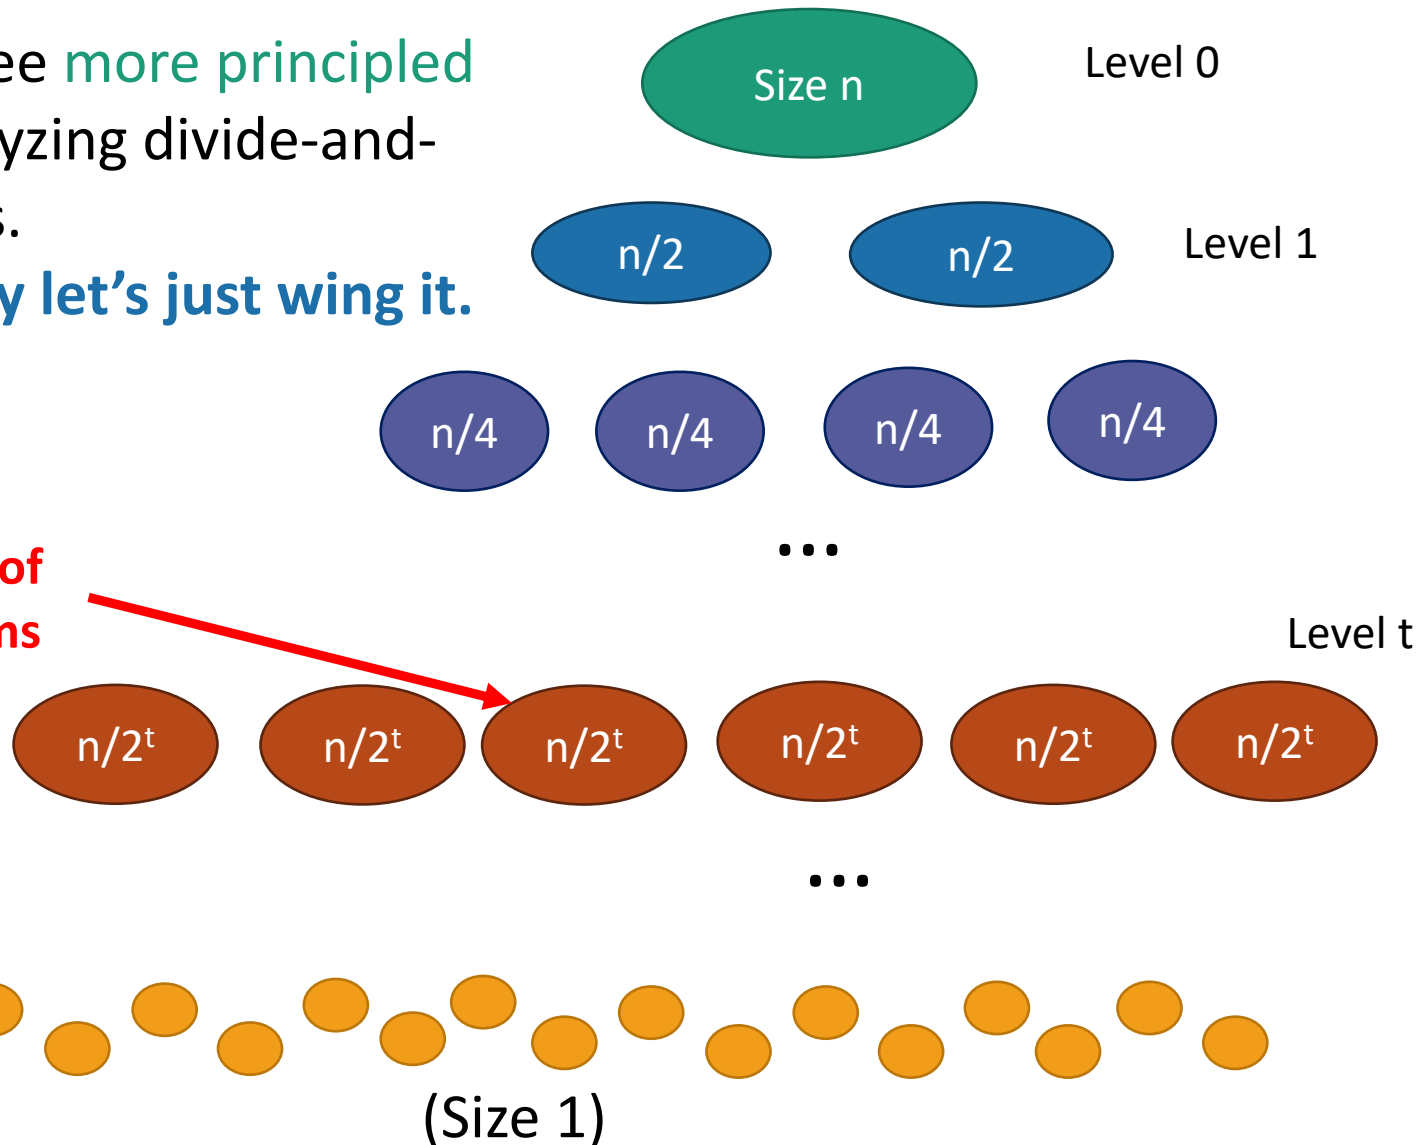 ee more principled
yzing divide-and-
s.
y let's just wing it.
Size n
Level 0
n/2
n/2
Level 1
n/4
n/4
n/4
n/4
...
of
ms
Level t
n/2ᵗ
n/2ᵗ
n/2ᵗ
n/2ᵗ
n/2ᵗ
n/2ᵗ
...
(Size 1)